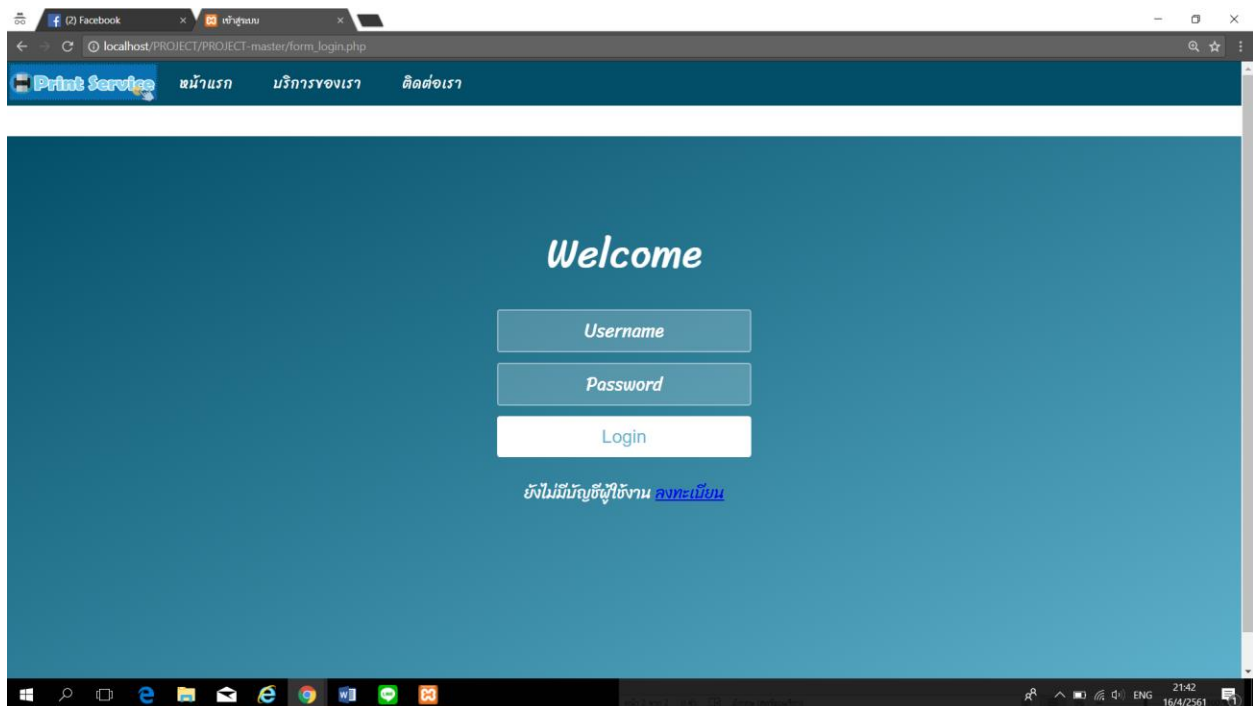 (2) Facebook
เข้าสู่ระบบ
localhost/PROJECT/PROJECT-master/form_login.php
Print Service หน้าแรก บริการของเรา ติดต่อเรา
Welcome
Username
Password
Login
ยังไม่มีบัญชีผู้ใช้งาน ลงทะเบียน
ENG
21:42
16/4/2561